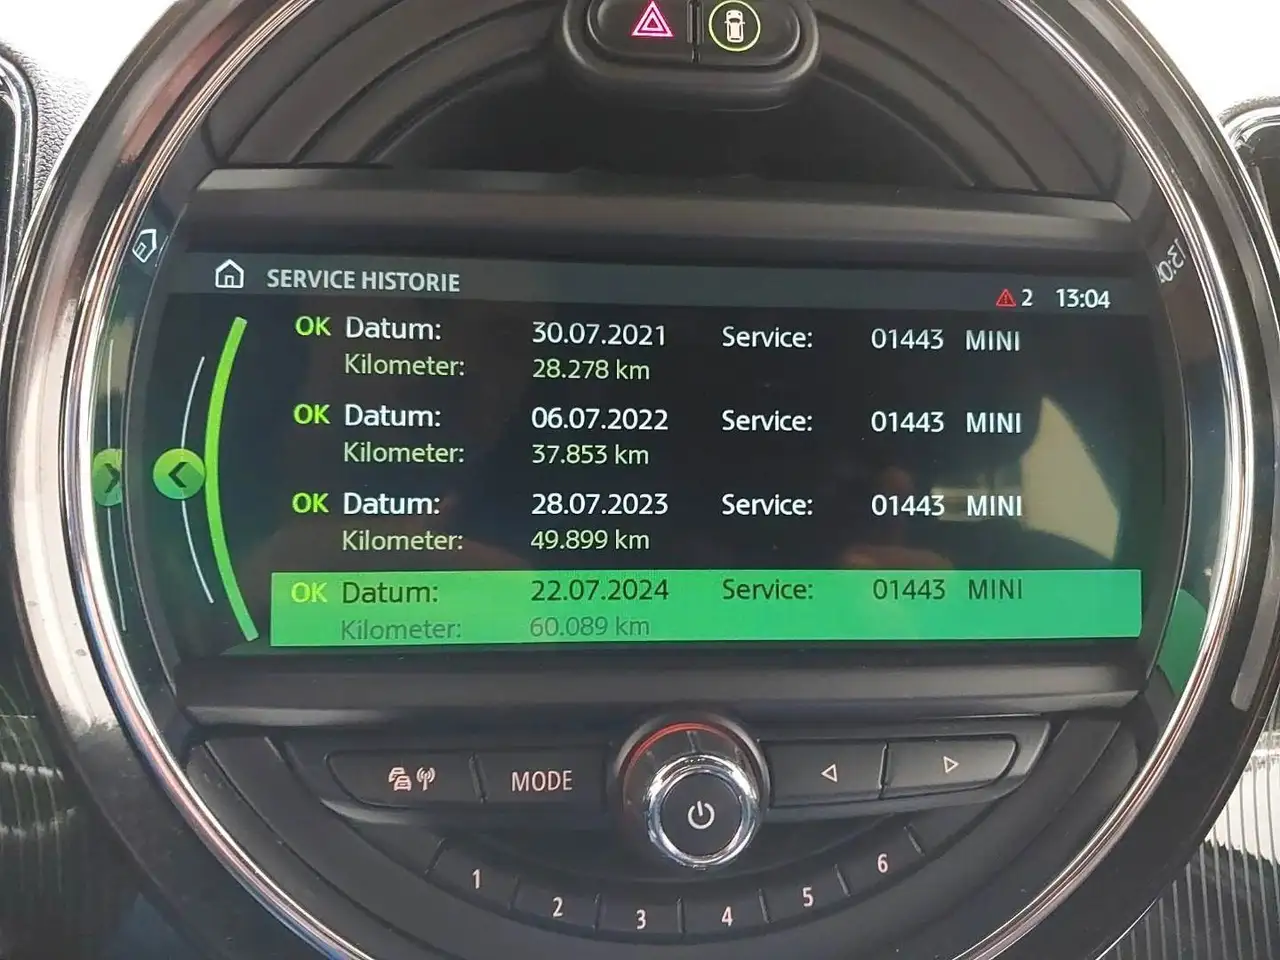 SERVICE HISTORIE
2 13:04
OK Datum: 30.07.2021 Service: 01443 MINI
Kilometer: 28.278 km
OK Datum: 06.07.2022 Service: 01443 MINI
Kilometer: 37.853 km
OK Datum: 28.07.2023 Service: 01443 MINI
Kilometer: 49.899 km
OK Datum: 22.07.2024 Service: 01443 MINI
Kilometer: 60.089 km
MODE
1 2 3 4 5 6